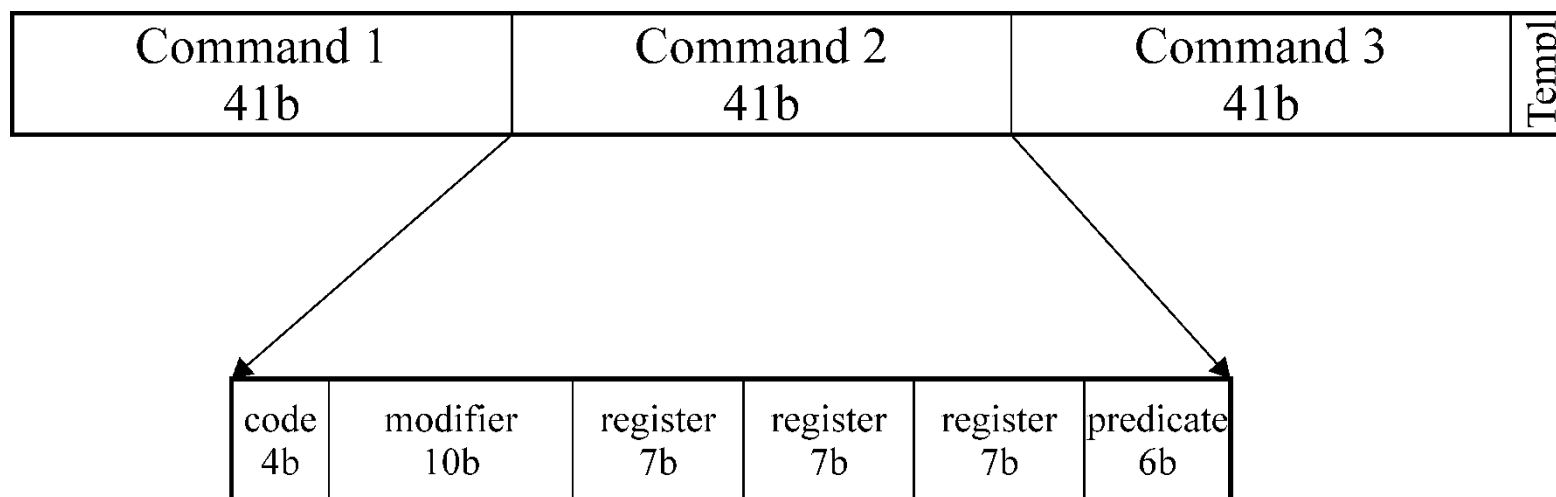 Command 1
41b
Command 2
41b
Command 3
41b
Templ
code
4b
modifier
10b
register
7b
register
7b
register
7b
predicate
6b